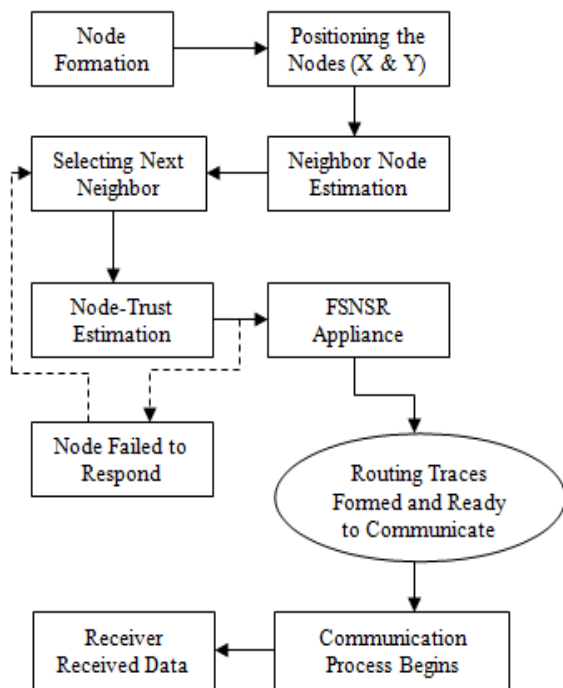 Node
Formation
Positioning the
Nodes (X & Y)
Selecting Next
Neighbor
Neighbor Node
Estimation
Node-Trust
Estimation
FSNSR
Appliance
Node Failed to
Respond
Routing Traces
Formed and Ready
to Communicate
Receiver
Received Data
Communication
Process Begins